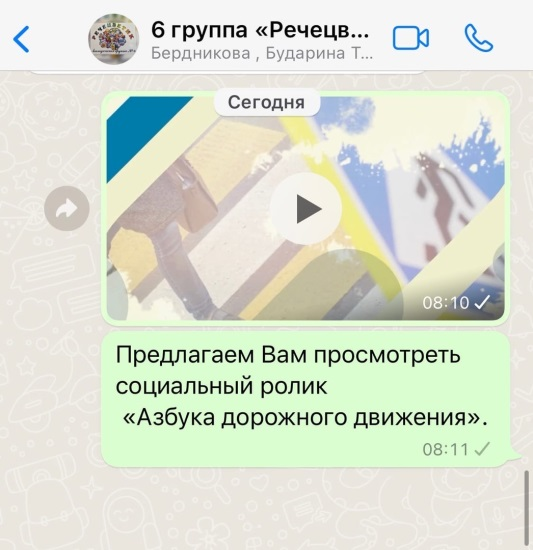 6 группа «Речецв...
Бердникова , Бударина Т...
Сегодня
08:10
Предлагаем Вам просмотреть
социальный ролик
«Азбука дорожного движения».
08:11